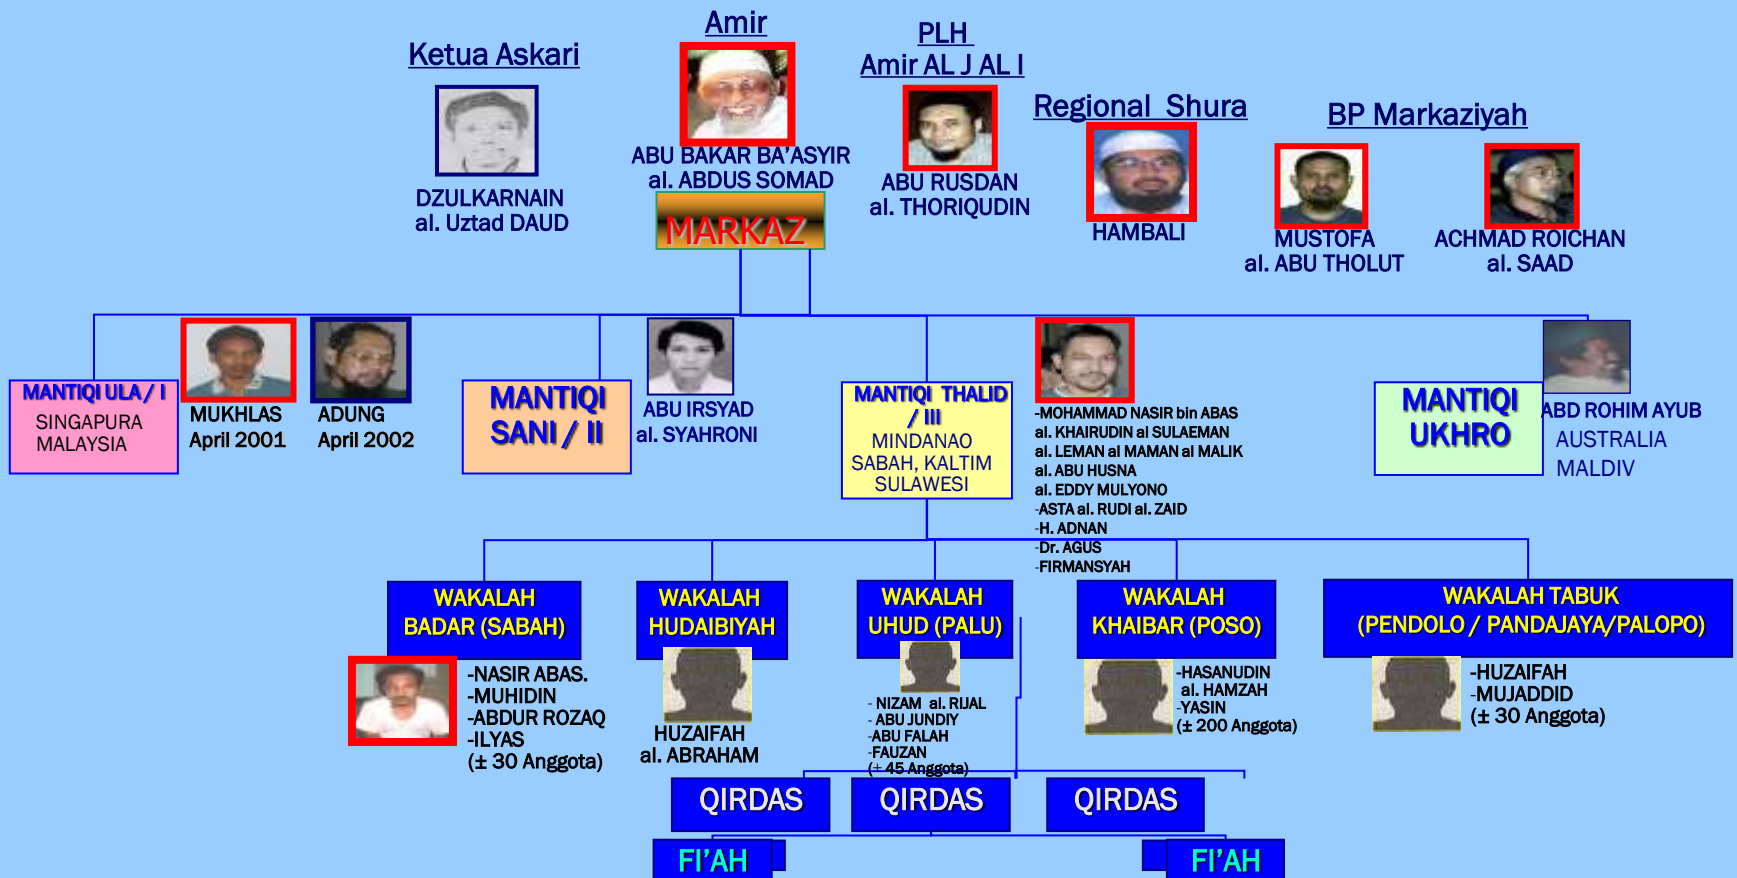 Ketua Askari
DZULKARNAIN
al. Uztad DAUD
Amir
ABU BAKAR BA'ASYIR
al. ABDUS SOMAD
MARKAZ
PLH
Amir AL J AL I
ABU RUSDAN
al. THORIQUDIN
Regional Shura
HAMBALI
BP Markaziyah
MUSTOFA
al. ABU THOLUT
ACHMAD ROICHAN
al. SAAD
MANTIQI ULA / I
SINGAPURA
MALAYSIA
MUKHLAS
April 2001
ADUNG
April 2002
MANTIQI
SANI / II
ABU IRSYAD
al. SYAHRONI
MANTIQI THALID
/ III
MINDANAO
SABAH, KALTIM
SULAWESI
-MOHAMMAD NASIR bin ABAS
al. KHAIRUDIN al SULAEMAN
al. LEMAN al MAMAN al MALIK
al. ABU HUSNA
al. EDDY MULYONO
-ASTA al. RUDI al. ZAID
-H. ADNAN
-Dr. AGUS
-FIRMANSYAH
MANTIQI
UKHRO
ABD ROHIM AYUB
AUSTRALIA
MALDIV
WAKALAH
BADAR (SABAH)
-NASIR ABAS.
-MUHIDIN
-ABDUR ROZAQ
-ILYAS
(± 30 Anggota)
WAKALAH
HUDAIBIYAH
HUZAIFAH
al. ABRAHAM
WAKALAH
UHUD (PALU)
- NIZAM al. RIJAL
- ABU JUNDIY
-ABU FALAH
-FAUZAN
(± 45 Anggota)
WAKALAH
KHAIBAR (POSO)
-HASANUDIN
al. HAMZAH
-YASIN
(± 200 Anggota)
WAKALAH TABUK
(PENDOLO / PANDAJAYA/PALOPO)
-HUZAIFAH
-MUJADDID
(± 30 Anggota)
QIRDAS
QIRDAS
QIRDAS
FI'AH
FI'AH